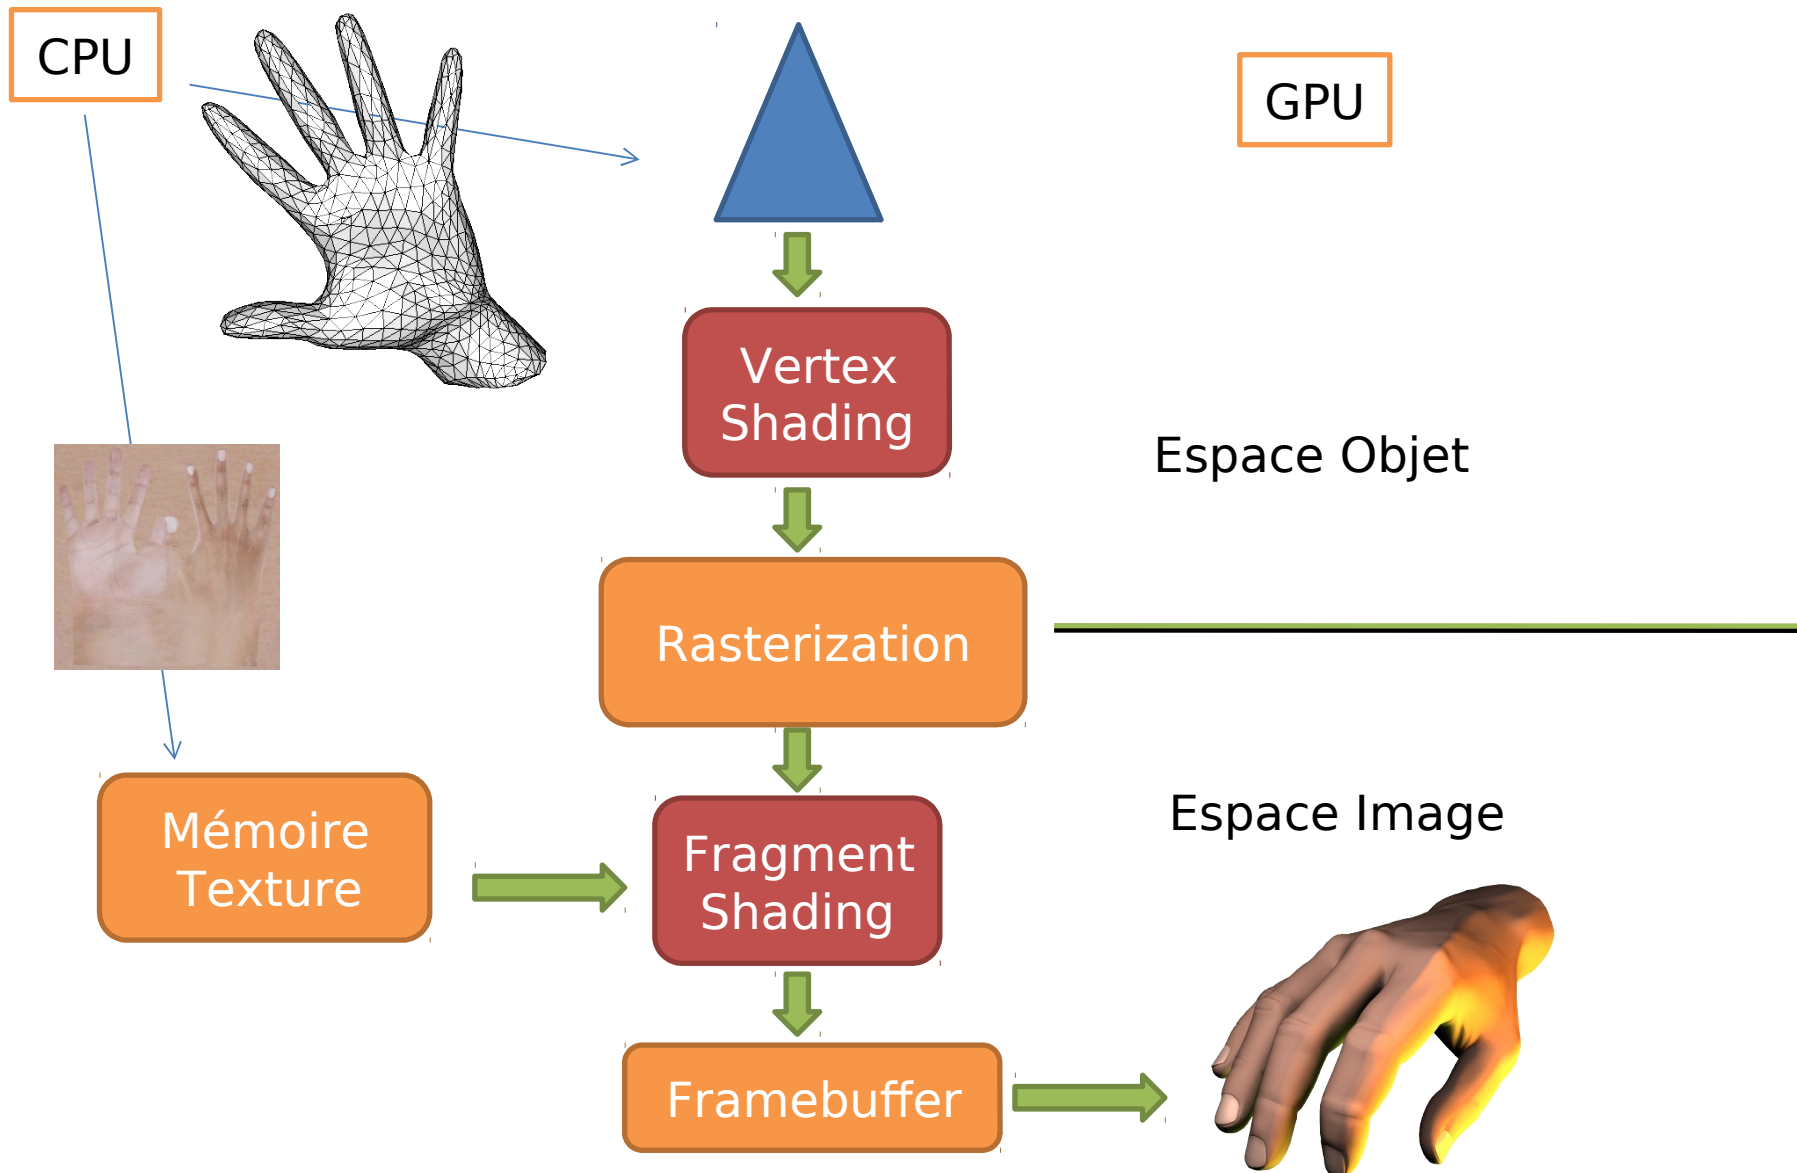 CPU
GPU
Vertex
Shading
Espace Objet
Rasterization
Mémoire
Texture
Fragment
Shading
Espace Image
Framebuffer